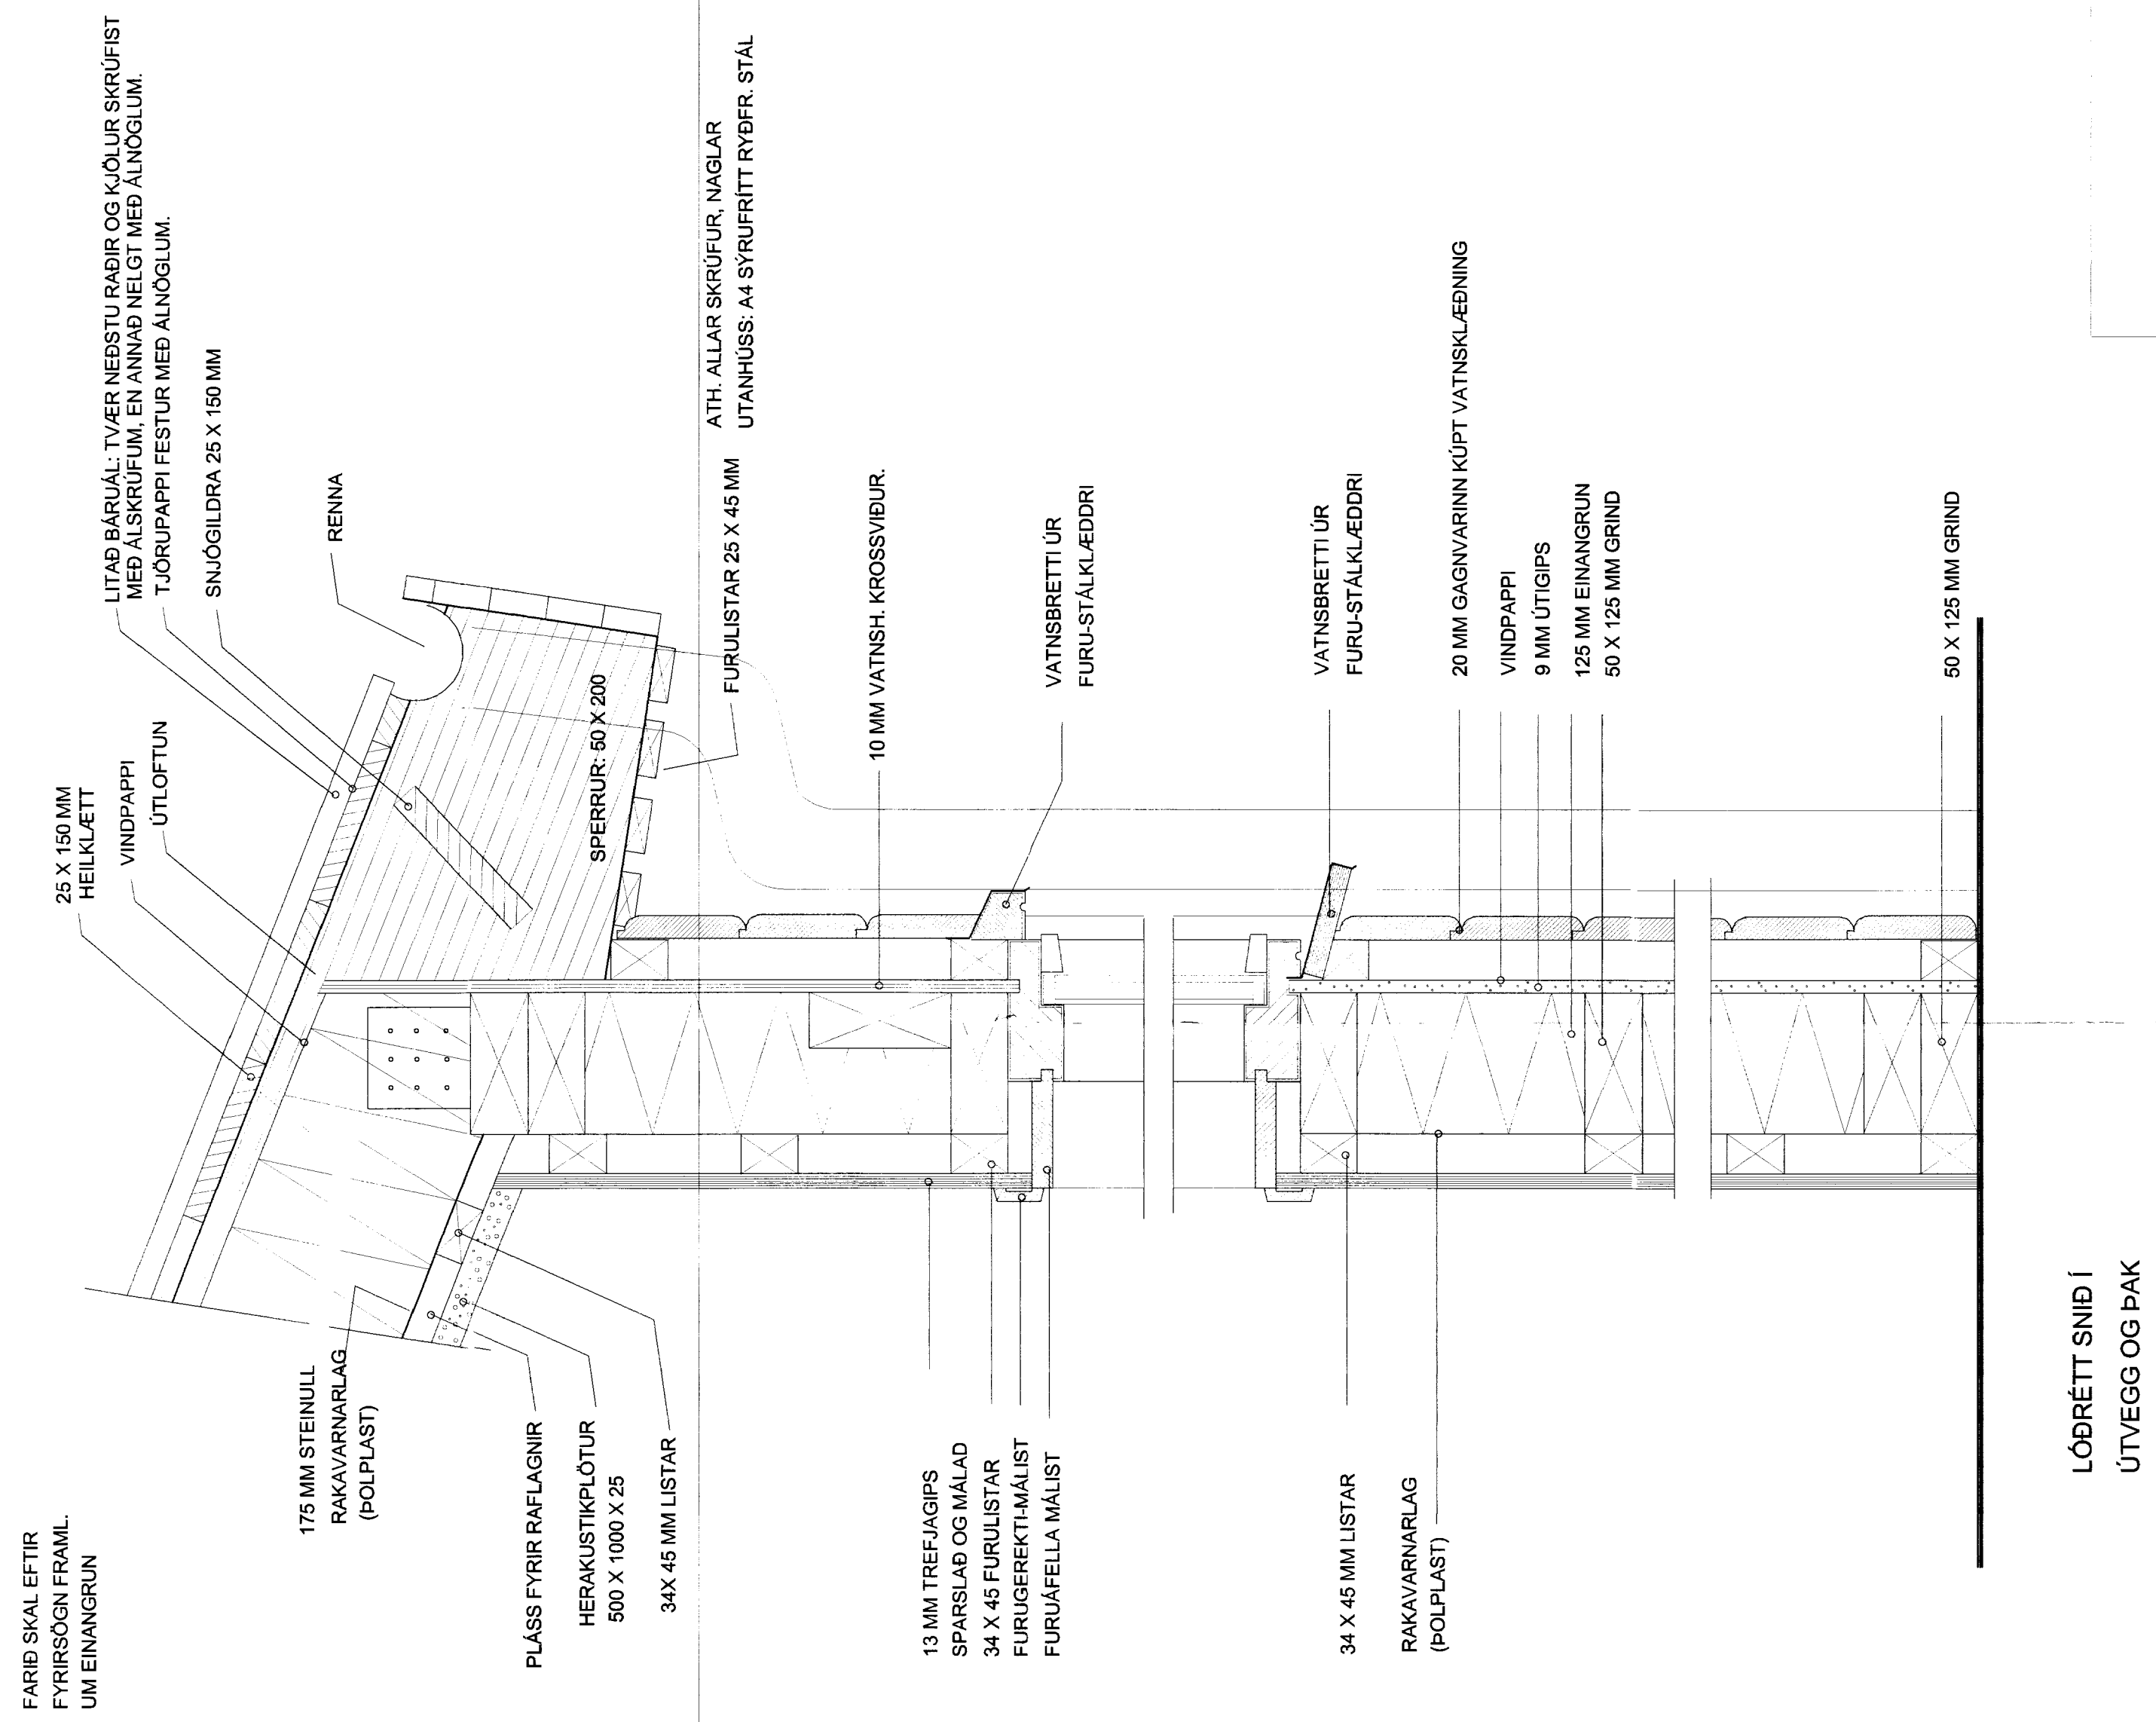 FARIÐ SKAL EFTIR
FYRIRSÖGN FRAML.
UM EINANGRUN
25 X 150 MM
HEILKLÆTT
VINDPAPPI
ÚTLOFTUN
LITAÐ BÁRUÁL: TVÆR NEÐSTU RAÐIR OG KJÖLUR SKRÚFIST
MEÐ ÁLSKRÚFUM, EN ANNAÐ NELGT MEÐ ÁLNÖGLUM.
TJÖRUPAPPI FESTUR MEÐ ÁLNÖGLUM.
SNJÓGILDRA 25 X 150 MM
RENNA
175 MM STEINULL
RAKAVARNARLAG
(ÞOLPLAST)
PLÁSS FYRIR RAFLAGNIR
HERAKUSTIKPLÖTUR
500 X 1000 X 25
34X 45 MM LISTAR
SPERRUR: 50 X 200
FURULISTAR 25 X 45 MM
ATH. ALLAR SKRÚFUR, NAGLAR
UTANHÚSS: A4 SÝRUFRÍTT RYÐFR. STÁL
10 MM VATNSH. KROSSVIÐUR.
VATNSBRETTI ÚR
FURU-STÁLKLÆDDRI
13 MM TREFJAGIPS
SPARSLAÐ OG MÁLAD
34 X 45 FURULISTAR
FURUGEREKTI-MÁLIST
FURUÁFELLA MÁLIST
VATNSBRETTI ÚR
FURU-STÁLKLÆDDRI
20 MM GAGNVARINN KÚPT VATNSKLÆÐNING
VINDPAPPI
9 MM ÚTIGIPS
125 MM EINANGRUN
50 X 125 MM GRIND
34 X 45 MM LISTAR
RAKAVARNARLAG
(ÞOLPLAST)
50 X 125 MM GRIND
LÓÐRÉTT SNIÐ Í
ÚTVEGG OG ÞAK